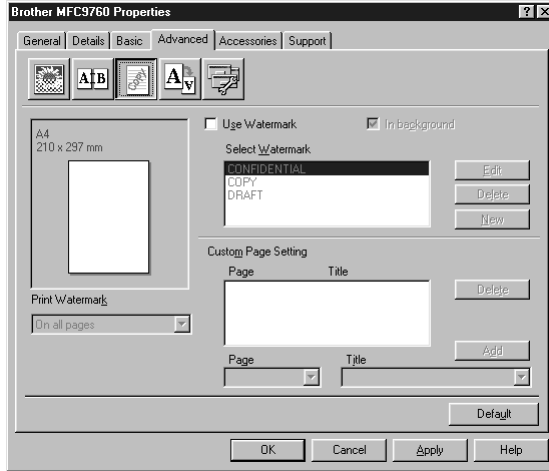 Brother MFC9760 Properties
General Details Basic Advanced Accessories Support
A B A A
A4
210 x 297 mm
Use Watermark In background
Select Watermark
CONFIDENTIAL
COPY
DRAFT
Edit
Delete
New
Print Watermark
On all pages
Custom Page Setting
Page Title
Delete
Add
Page Title
Default
OK Cancel Apply Help